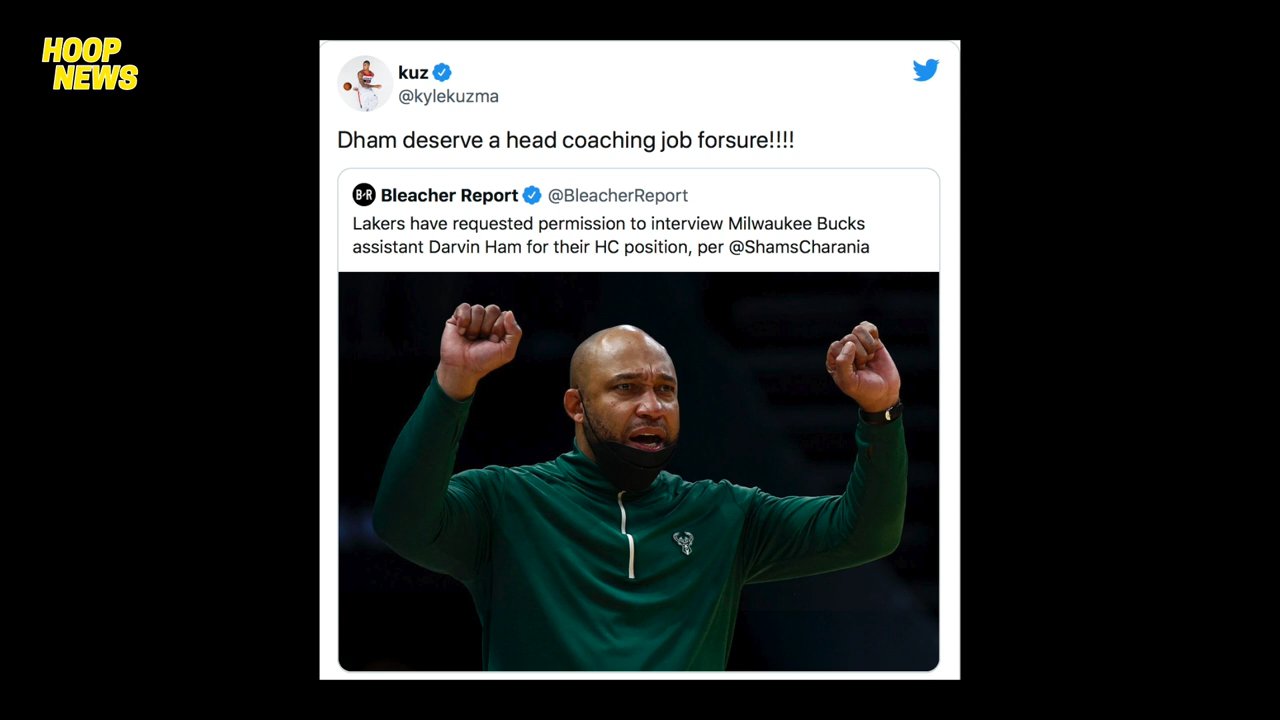 HOOP
NEWS
kuz
@kylekuzma
Dham deserve a head coaching job forsure!!!!
B·R Bleacher Report @BleacherReport
Lakers have requested permission to interview Milwaukee Bucks
assistant Darvin Ham for their HC position, per @ShamsCharania